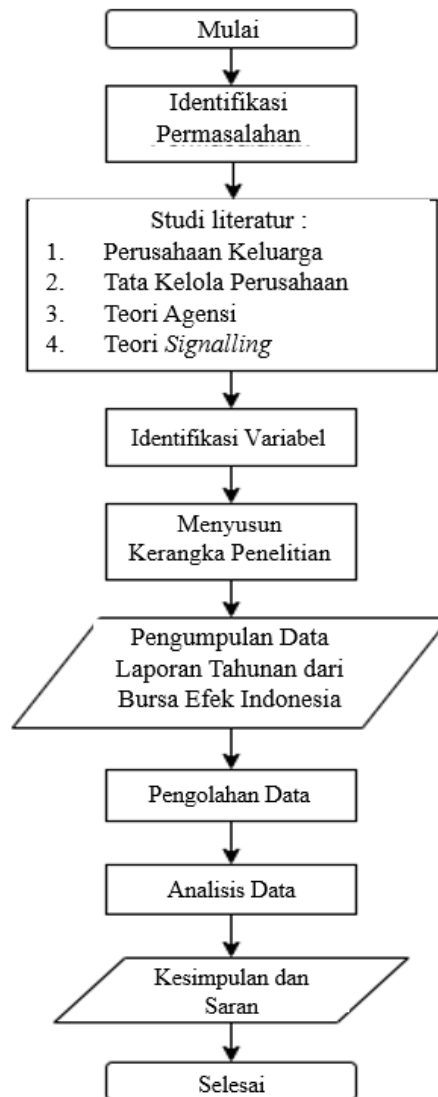 Mulai
Identifikasi
Permasalahan
Studi literatur :
1. Perusahaan Keluarga
2. Tata Kelola Perusahaan
3. Teori Agensi
4. Teori Signalling
Identifikasi Variabel
Menyusun
Kerangka Penelitian
Pengumpulan Data
Laporan Tahunan dari
Bursa Efek Indonesia
Pengolahan Data
Analisis Data
Kesimpulan dan
Saran
Selesai